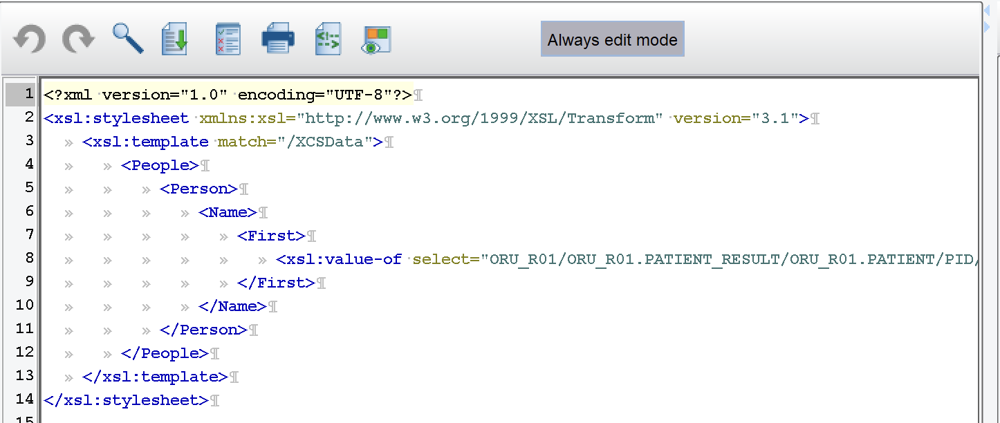 Always edit mode
1 <?xml version="1.0" encoding="UTF-8"?>¶
2 <xsl:stylesheet xmlns:xsl="http://www.w3.org/1999/XSL/Transform" version="3.1">¶
3 » <xsl:template match="/XCSData">¶
4 » » <People>¶
5 » » » <Person>¶
6 » » » » <Name>¶
7 » » » » » <First>¶
8 » » » » » » <xsl:value-of select="ORU_R01/ORU_R01.PATIENT_RESULT/ORU_R01.PATIENT/PID/
9 » » » » » </First>¶
10 » » » » </Name>¶
11 » » » </Person>¶
12 » » </People>¶
13 » </xsl:template>¶
14 </xsl:stylesheet>¶
15